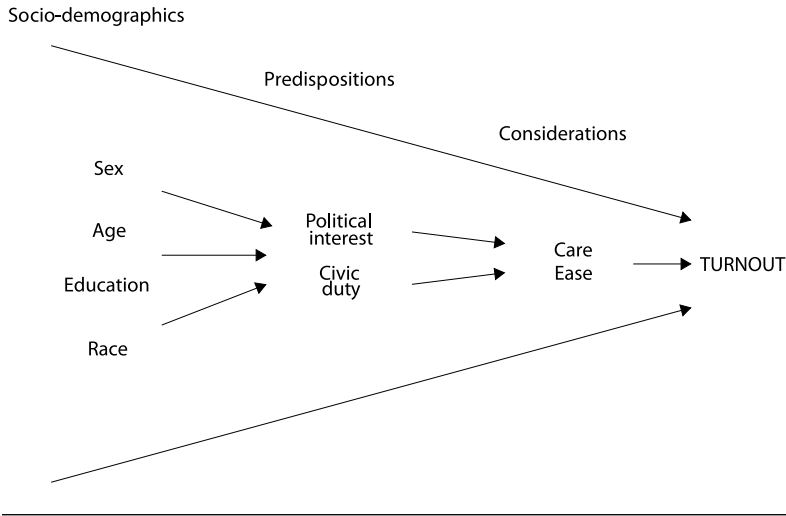 Socio-demographics
Predispositions
Considerations
Sex
Age
Education
Race
Political
interest
Civic
duty
Care
Ease
TURNOUT